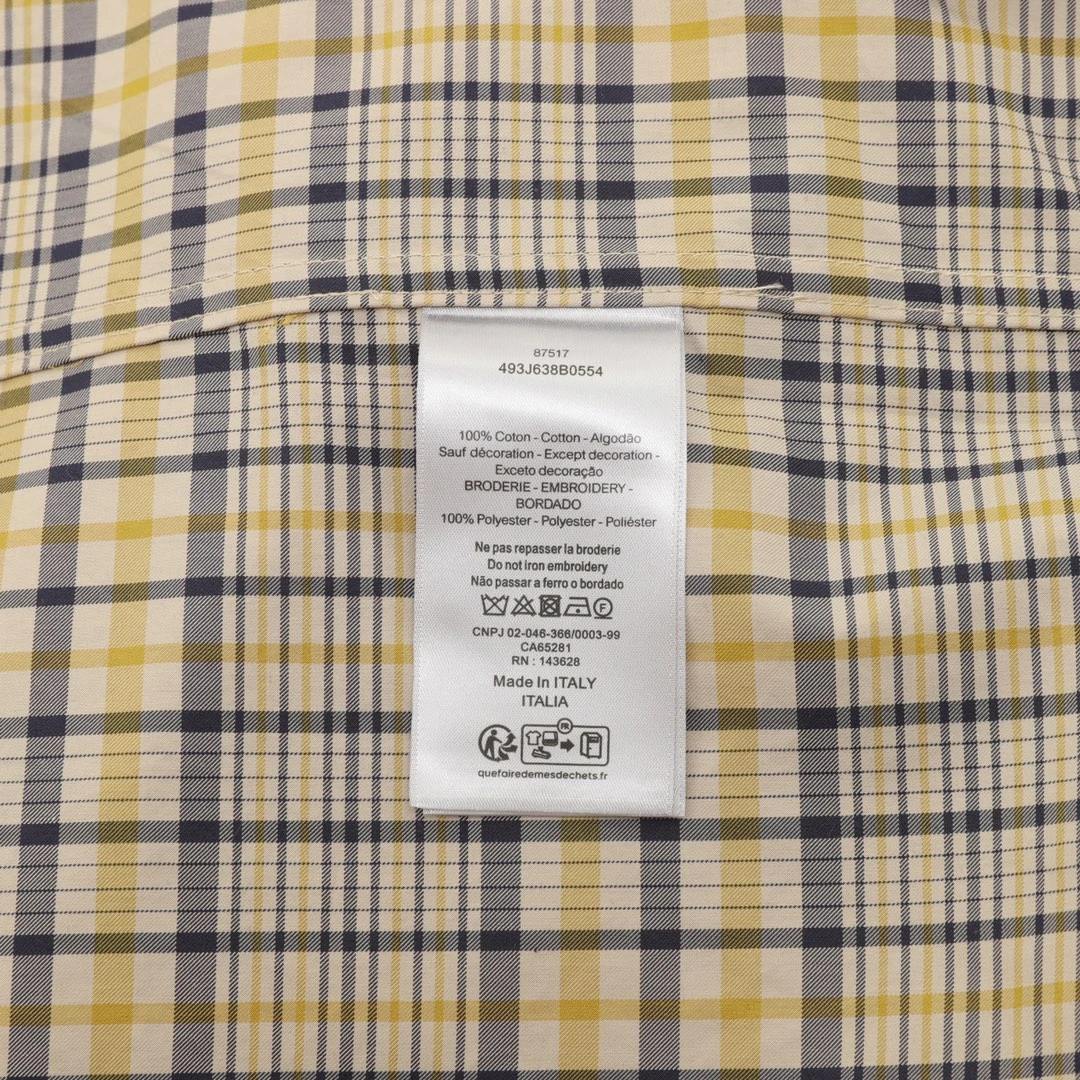 87517
493J638B0554
100% Coton - Cotton - Algodão
Sauf décoration - Except decoration -
Exceto decoração
BRODERIE - EMBROIDERY -
BORDADO
100% Polyester - Polyester - Poliéster
Ne pas repasser la broderie
Do not iron embroidery
Não passar a ferro o bordado
F
CNPJ 02-046-366/0003-99
CA65281
RN : 143628
Made In ITALY
ITALIA
FR
quefairedemesdechets.fr